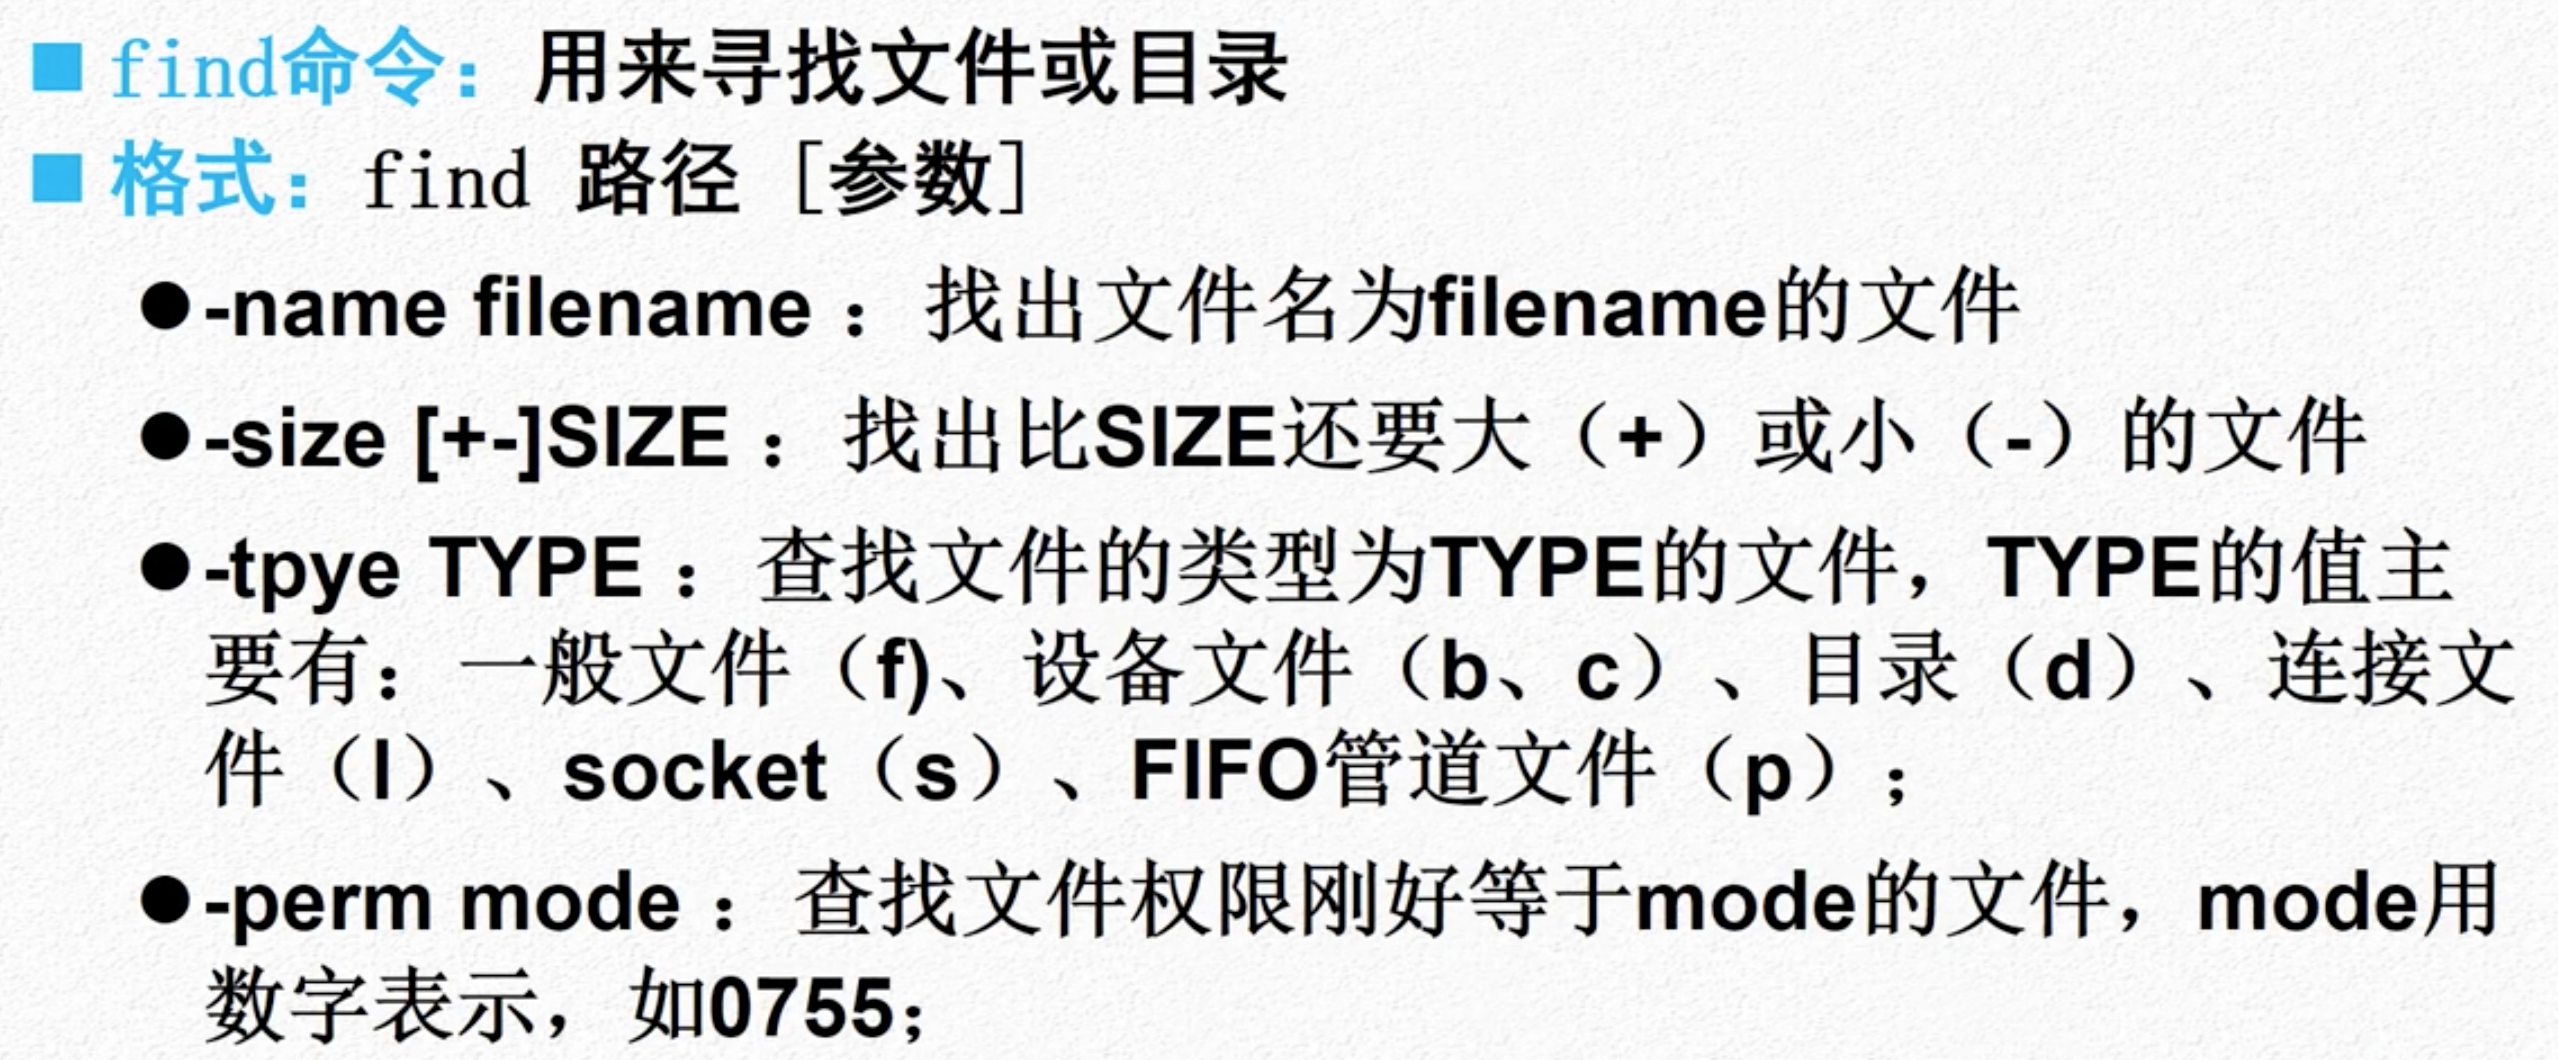 find命令：用来寻找文件或目录
格式：find 路径 [参数]
-name filename ：找出文件名为filename的文件
-size [+-]SIZE ：找出比SIZE还要大（+）或小（-）的文件
-tpye TYPE ：查找文件的类型为TYPE的文件，TYPE的值主
要有：一般文件（f)、设备文件（b、c）、目录（d）、连接文
件（l）、socket（s）、FIFO管道文件（p）；
-perm mode ：查找文件权限刚好等于mode的文件，mode用
数字表示，如0755；